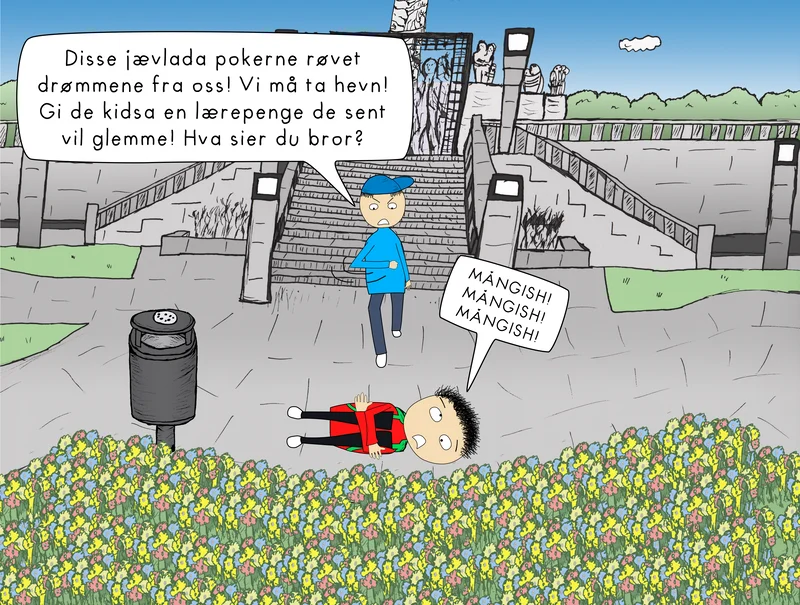 Disse jævlada pokerne røvet
drømmene fra oss! Vi må ta hevn!
Gi de kidsa en lærepenge de sent
vil glemme! Hva sier du bror?
MÅNGISH!
MÅNGISH!
MÅNGISH!